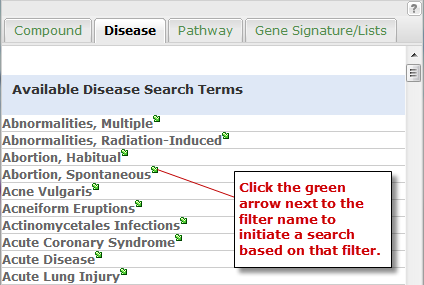 ?
Compound Disease Pathway Gene Signature/Lists
Available Disease Search Terms
Abnormalities, Multiple
Abnormalities, Radiation-Induced
Abortion, Habitual
Abortion, Spontaneous
Acne Vulgaris
Acneiform Eruptions
Actinomycetales Infections
Acute Coronary Syndrome
Acute Disease
Acute Lung Injury
Click the green
arrow next to the
filter name to
initiate a search
based on that filter.